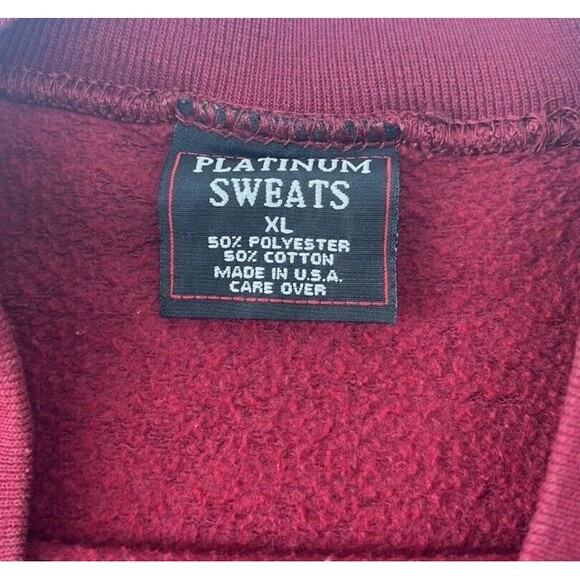 PLATINUM
SWEATS
XL
50% POLYESTER
50% COTTON
MADE IN U.S.A.
CARE OVER